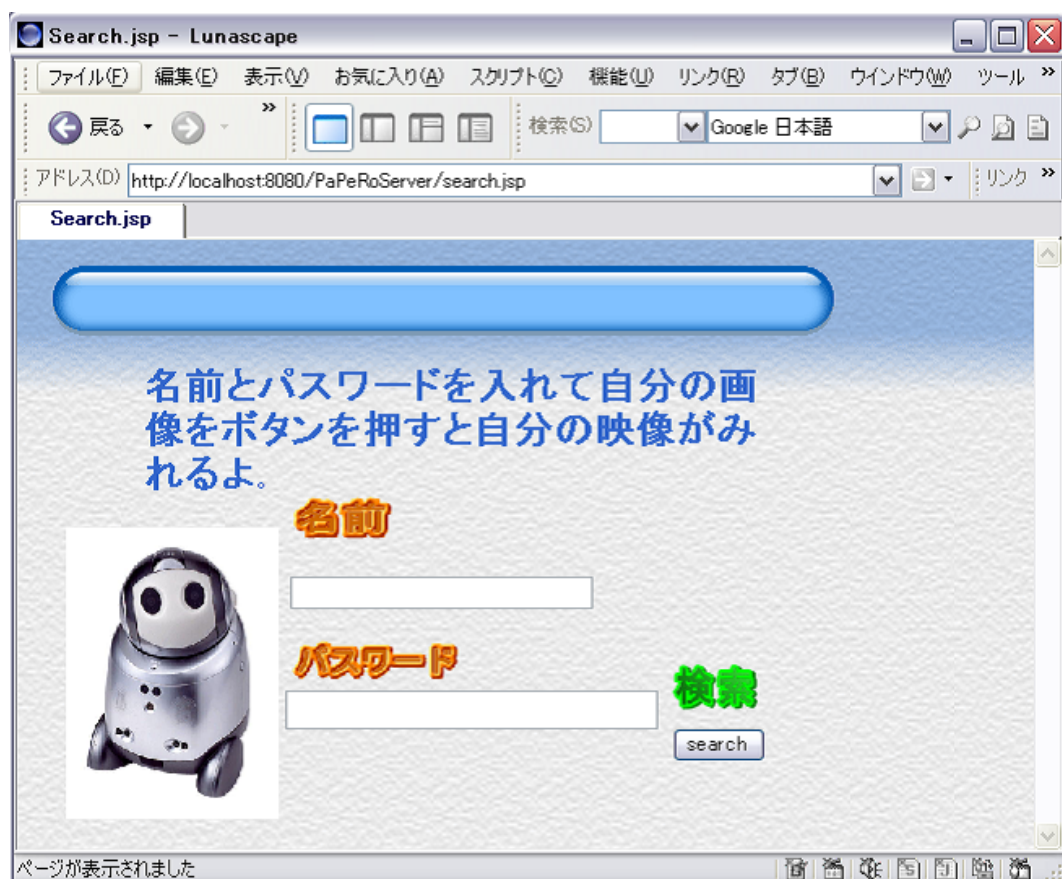 Search.jsp - Lunascape
ファイル(F) 編集(E) 表示(V) お気に入り(A) スクリプト(C) 機能(U) リンク(R) タブ(B) ウインドウ(W) ツール »
戻る » 検索(S) Google 日本語
アドレス(D) http://localhost:8080/PaPeRoServer/search.jsp リンク »
Search.jsp
名前とパスワードを入れて自分の画
像をボタンを押すと自分の映像がみ
れるよ。
名前
パスワード
検索
search
ページが表示されました